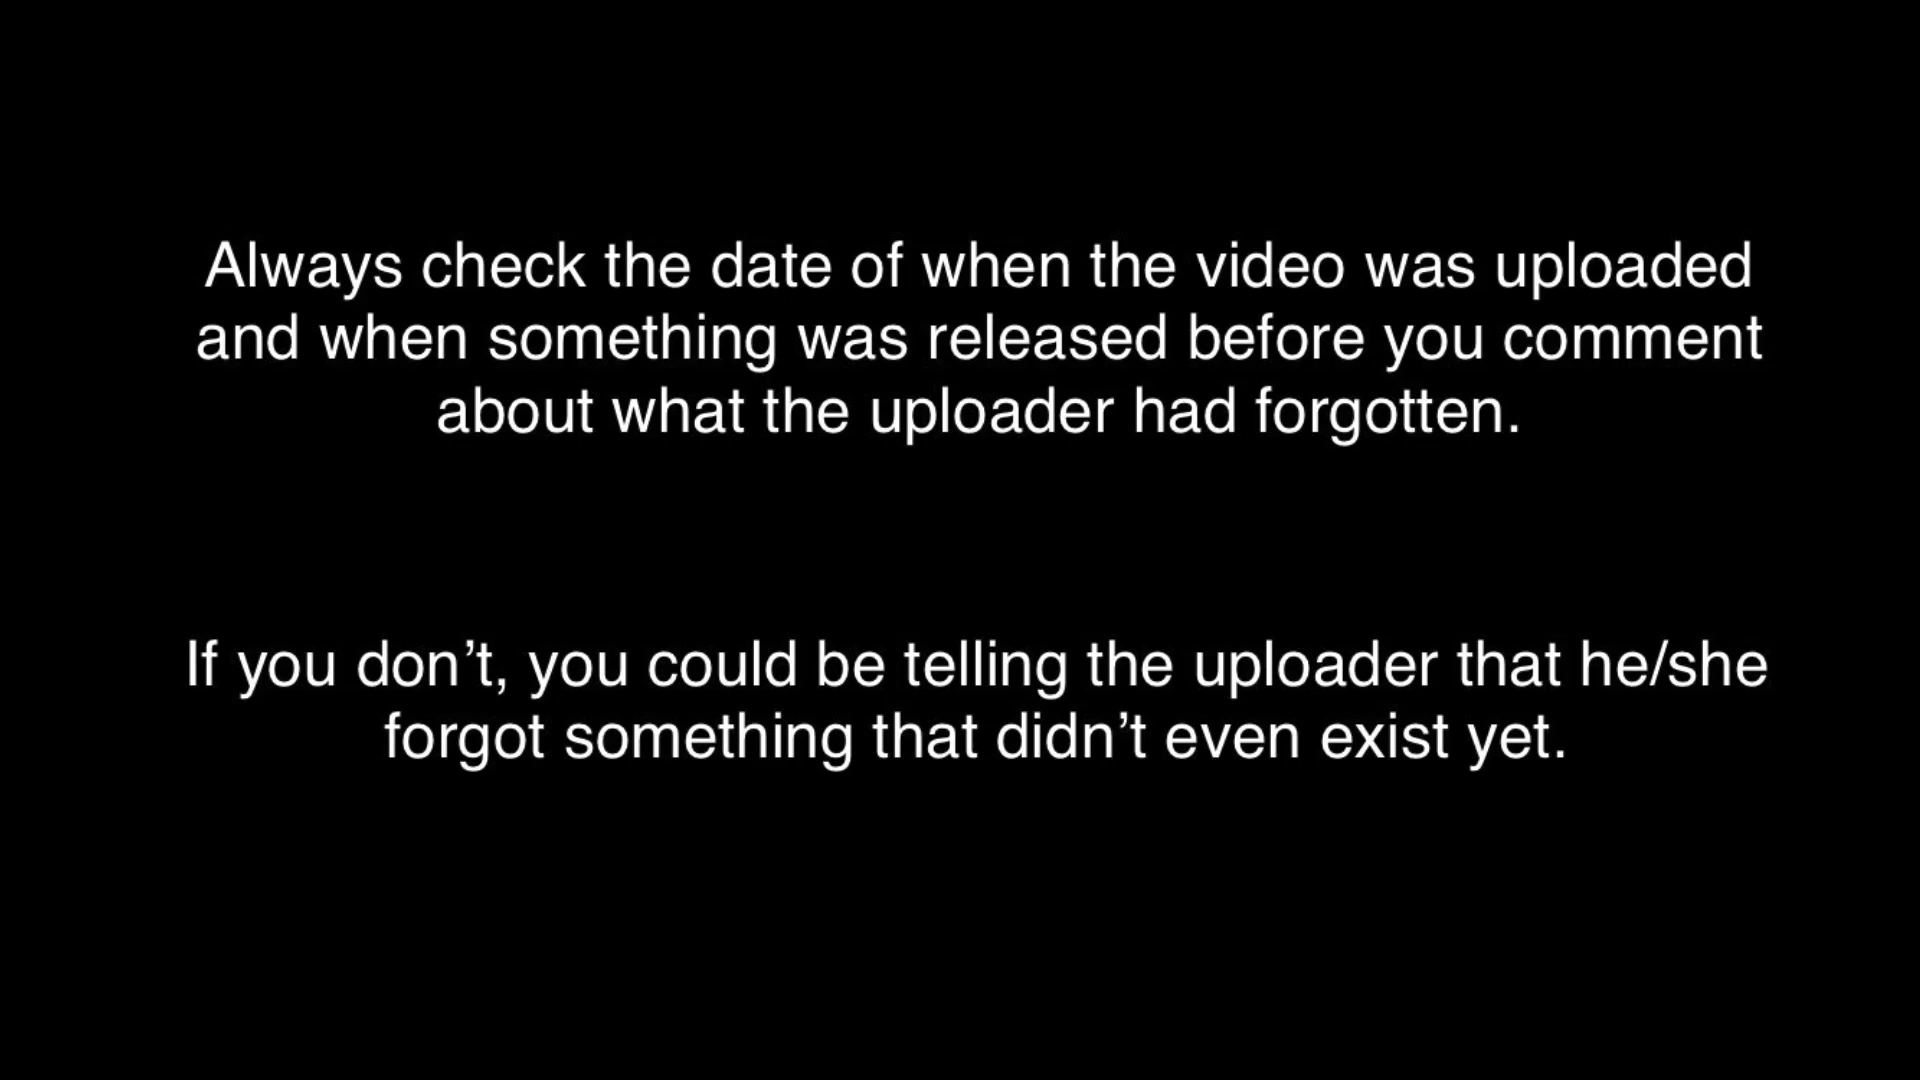 Always check the date of when the video was uploaded
and when something was released before you comment
about what the uploader had forgotten.
If you don’t, you could be telling the uploader that he/she
forgot something that didn’t even exist yet.